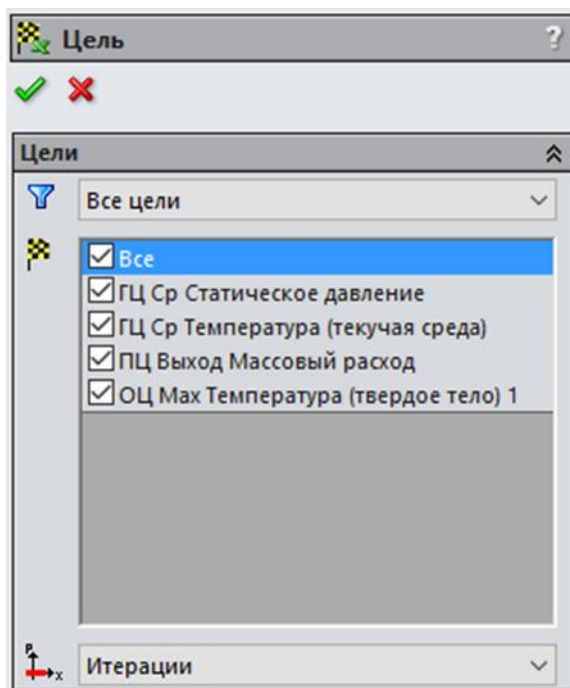 Цель ?
Цели
Все цели
Все
ГЦ Ср Статическое давление
ГЦ Ср Температура (текучая среда)
ПЦ Выход Массовый расход
ОЦ Мах Температура (твердое тело) 1
P
x
Итерации